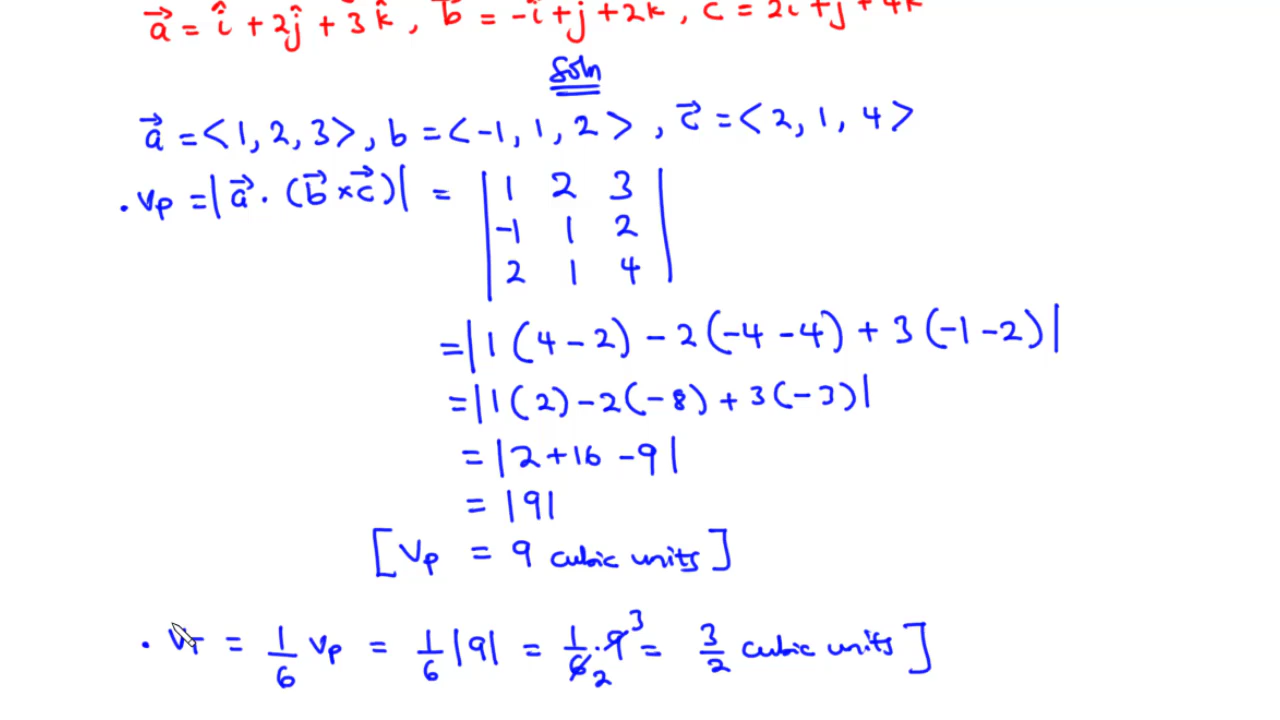 a⃗ = î + 2ĵ + 3k̂, b = -i + j + 2k, c = 2i + j + 4k
Soln
a⃗ = <1, 2, 3>, b = <-1, 1, 2>, c⃗ = <2, 1, 4>
. Vp = |a⃗ . (b⃗ × c⃗)| = | 1 2 3 |
-1 1 2
2 1 4
= |1(4 - 2) - 2(-4 - 4) + 3(-1 - 2)|
= |1(2) - 2(-8) + 3(-3)|
= |2 + 16 - 9|
= |9|
[Vp = 9 cubic units]
. VT = 1/6 Vp = 1/6 |9| = 1/6 2 . 9 3 = 3/2 cubic units]